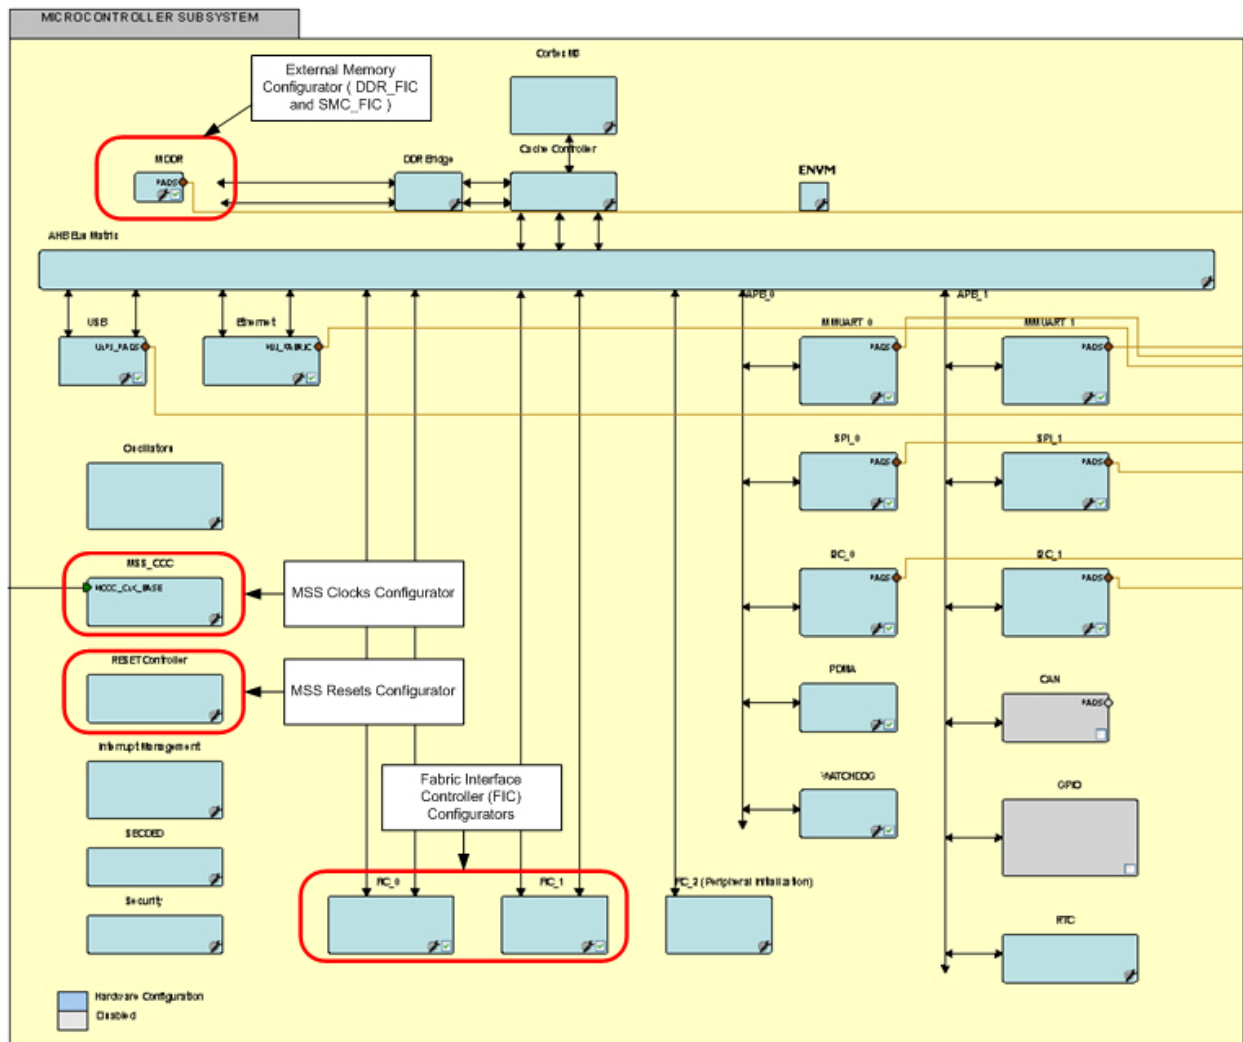 MICROCONTROLLER SUBSYSTEM
External Memory
Configurator ( DDR_FIC
and SMC_FIC )
Cortex M3
MDDR
PADS
DDR Bridge
Cache Controller
ENVM
AHB Bus Matrix
APB_0
APB_1
USB
ULPI_PADS
Ethernet
MMUART_0
PADS
MMUART_1
PADS
Oscillators
SPI_0
PADS
SPI_1
PADS
MSS_CCC
MCCC_CLK_BASE
MSS Clocks Configurator
I2C_0
PADS
I2C_1
PADS
RESET Controller
MSS Resets Configurator
PDMA
CAN
PADS
Interrupt Management
Fabric Interface
Controller (FIC)
Configurators
WATCHDOG
GPIO
SECDED
Security
FIC_0
FIC_1
FIC_2 (Peripheral Initialization)
RTC
Hardware Configuration
Disabled